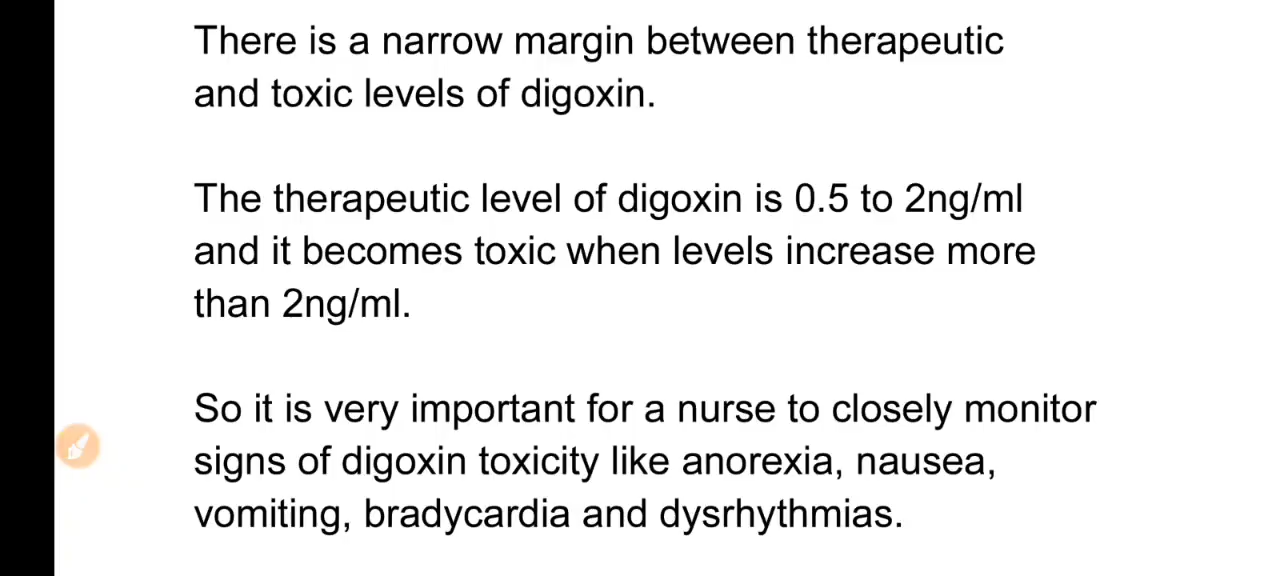 There is a narrow margin between therapeutic
and toxic levels of digoxin.
The therapeutic level of digoxin is 0.5 to 2ng/ml
and it becomes toxic when levels increase more
than 2ng/ml.
So it is very important for a nurse to closely monitor
signs of digoxin toxicity like anorexia, nausea,
vomiting, bradycardia and dysrhythmias.